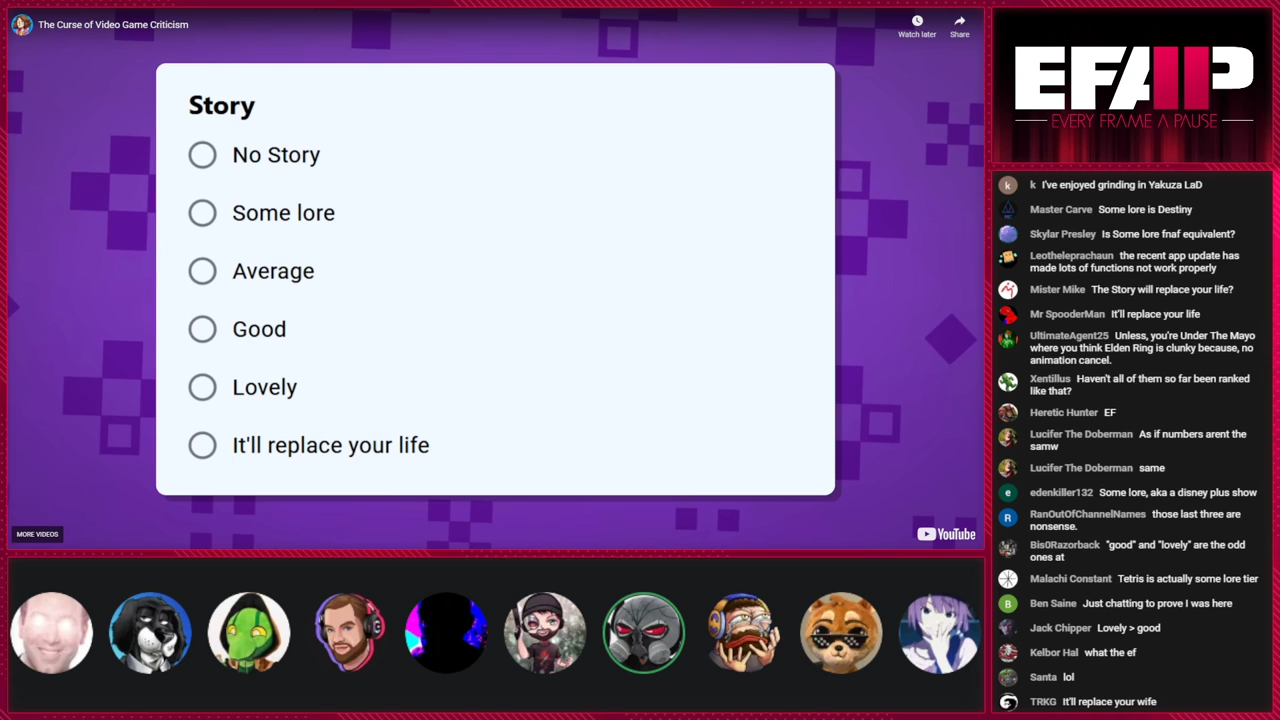 The Curse of Video Game Criticism
Watch later
Share
Story
No Story
Some lore
Average
Good
Lovely
It'll replace your life
MORE VIDEOS
YouTube
EFAP
EVERY FRAME A PAUSE
k I've enjoyed grinding in Yakuza LaD
Master Carve Some lore is Destiny
Skylar Presley Is Some lore fnaf equivalent?
Leotheleprachaun the recent app update has
made lots of functions not work properly
Mister Mike The Story will replace your life?
Mr SpooderMan It'll replace your life
UltimateAgent25 Unless, you're Under The Mayo
where you think Elden Ring is clunky because, no
animation cancel.
Xentillus Haven't all of them so far been ranked
like that?
Heretic Hunter EF
Lucifer The Doberman As if numbers arent the
samw
Lucifer The Doberman same
edenkiller132 Some lore, aka a disney plus show
RanOutOfChannelNames those last three are
nonsense.
Bis0Razorback "good" and "lovely" are the odd
ones at
Malachi Constant Tetris is actually some lore tier
Ben Saine Just chatting to prove I was here
Jack Chipper Lovely > good
Kelbor Hal what the ef
Santa lol
TRKG It'll replace your wife